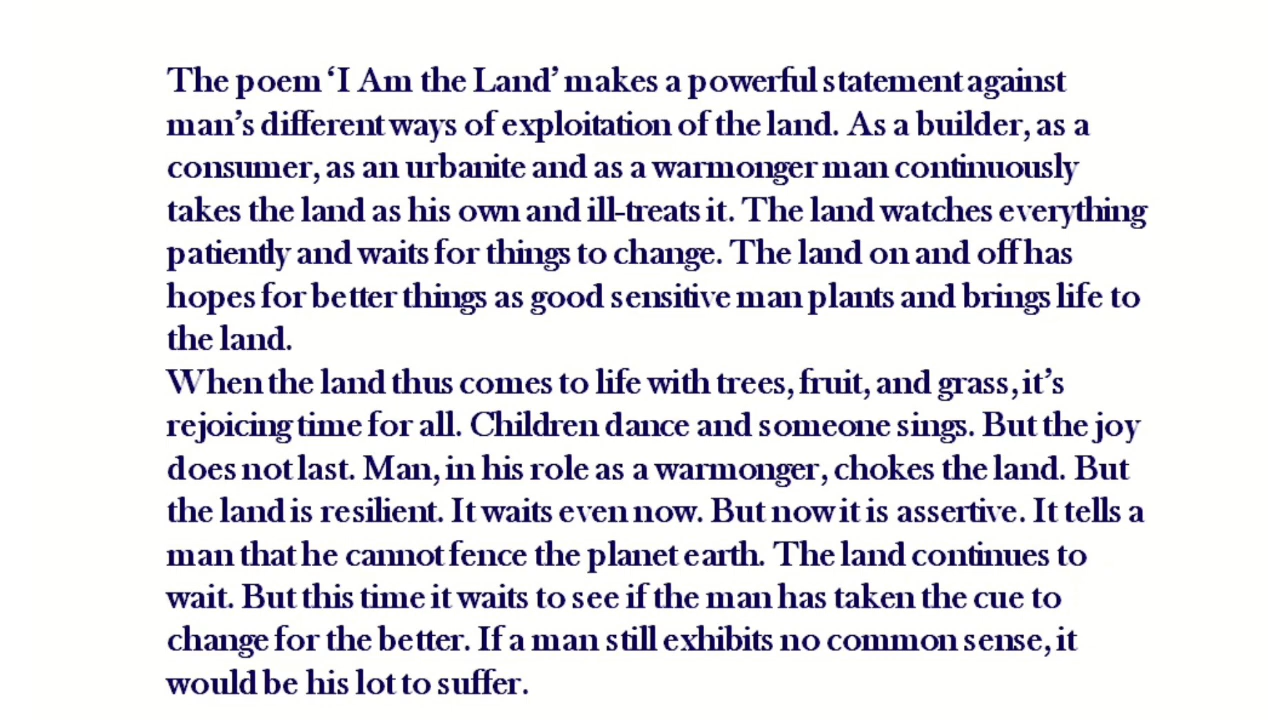 The poem ‘I Am the Land’ makes a powerful statement against
man’s different ways of exploitation of the land. As a builder, as a
consumer, as an urbanite and as a warmonger man continuously
takes the land as his own and ill-treats it. The land watches everything
patiently and waits for things to change. The land on and off has
hopes for better things as good sensitive man plants and brings life to
the land.
When the land thus comes to life with trees, fruit, and grass, it’s
rejoicing time for all. Children dance and someone sings. But the joy
does not last. Man, in his role as a warmonger, chokes the land. But
the land is resilient. It waits even now. But now it is assertive. It tells a
man that he cannot fence the planet earth. The land continues to
wait. But this time it waits to see if the man has taken the cue to
change for the better. If a man still exhibits no common sense, it
would be his lot to suffer.